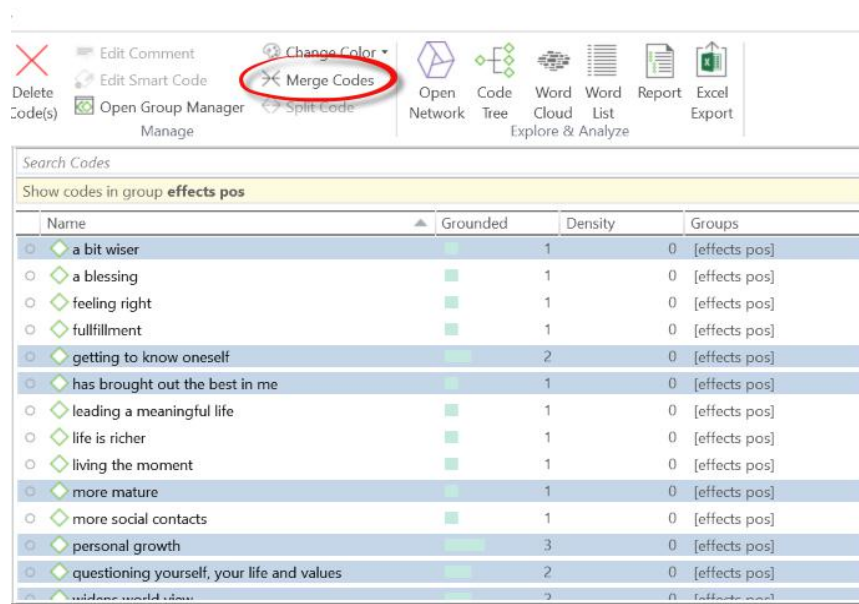 Edit Comment
Change Color
Edit Smart Code
Merge Codes
Delete
Code(s)
Open Group Manager
Split Code
Manage
Open
Network
Code
Tree
Word
Cloud
Word
List
Report
Excel
Export
Explore & Analyze
Search Codes
Show codes in group effects pos
Name Grounded Density Groups
a bit wiser 1 0 [effects pos]
a blessing 1 0 [effects pos]
feeling right 1 0 [effects pos]
fullfillment 1 0 [effects pos]
getting to know oneself 2 0 [effects pos]
has brought out the best in me 1 0 [effects pos]
leading a meaningful life 1 0 [effects pos]
life is richer 1 0 [effects pos]
living the moment 1 0 [effects pos]
more mature 1 0 [effects pos]
more social contacts 1 0 [effects pos]
personal growth 3 0 [effects pos]
questioning yourself, your life and values 2 0 [effects pos]
widens world view 2 0 [effects pos]